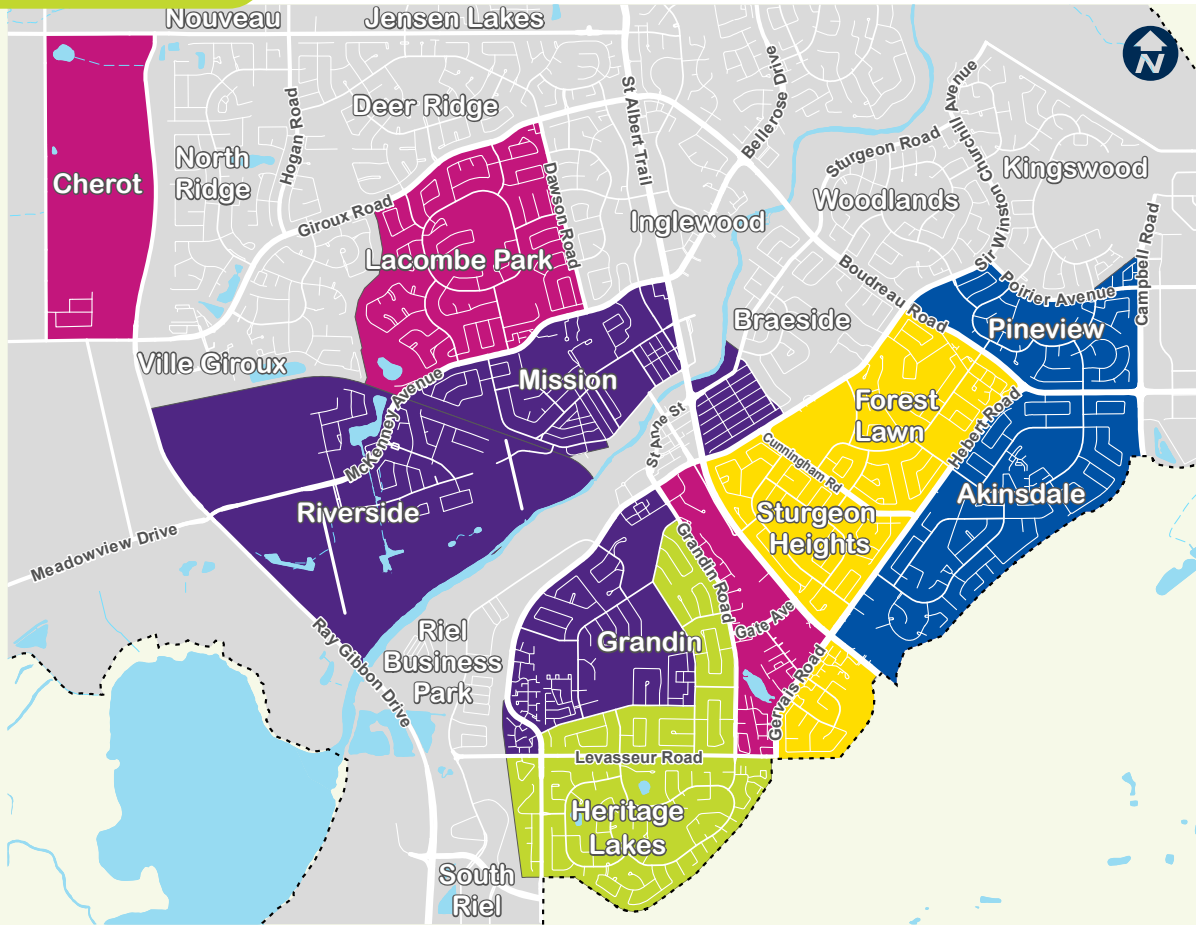 Nouveau
Jensen Lakes
N
Deer Ridge
Hogan Road
St Albert Trail
Bellerose Drive
Sturgeon Road
Sir Winston Churchill Avenue
Kingswood
North
Ridge
Cherot
Giroux Road
Dawson Road
Inglewood
Woodlands
Campbell Road
Lacombe Park
Boudreau Road
Poirier Avenue
Pineview
Braeside
Ville Giroux
Mission
McKenney Avenue
St Anne St
Forest
Lawn
Hebert Road
Cunningham Rd
Akinsdale
Riverside
Sturgeon
Heights
Meadowview Drive
Grandin Road
Gate Ave
Ray Gibbon Drive
Riel
Business
Park
Grandin
Gervais Road
Levasseur Road
Heritage
Lakes
South
Riel